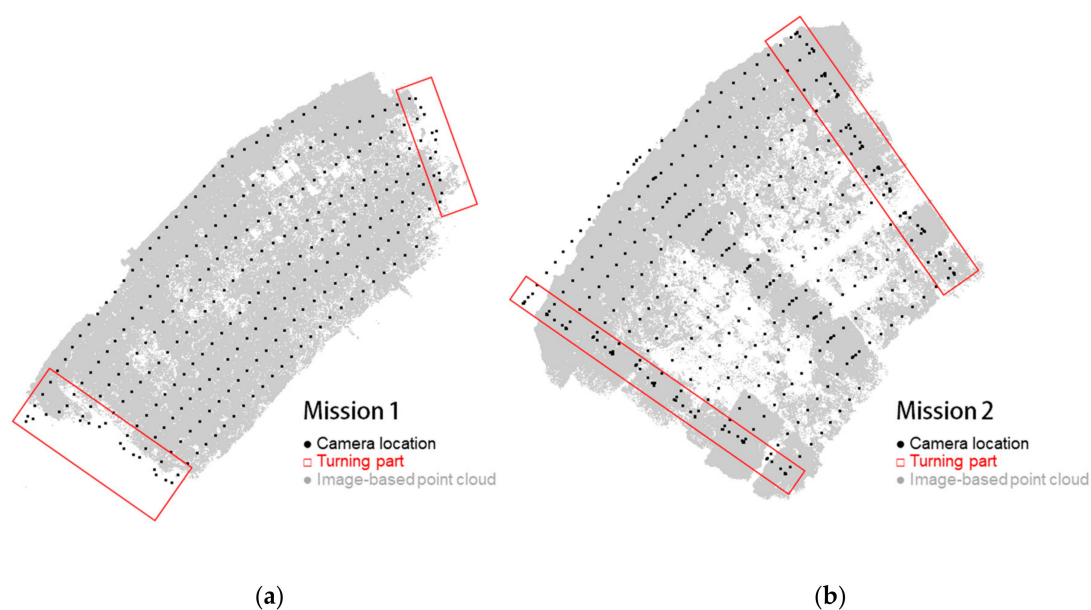 Mission 1
Camera location
Turning part
Image-based point cloud
Mission 2
Camera location
Turning part
Image-based point cloud
(a)
(b)